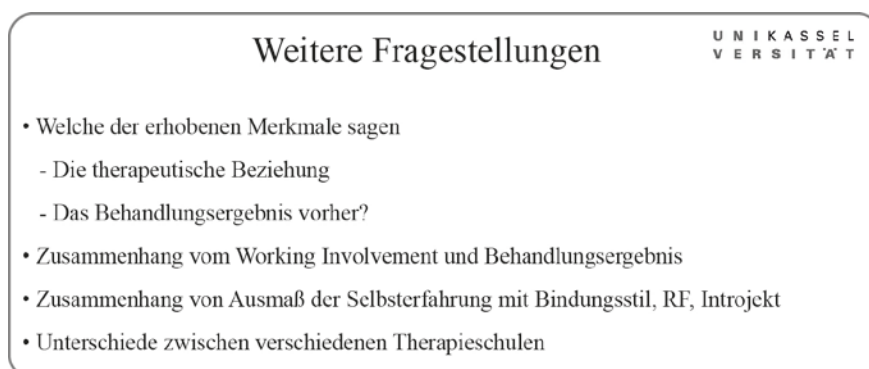 Weitere Fragestellungen
UNIKASSEL
VERSITÄT
• Welche der erhobenen Merkmale sagen
- Die therapeutische Beziehung
- Das Behandlungsergebnis vorher?
• Zusammenhang vom Working Involvement und Behandlungsergebnis
• Zusammenhang von Ausmaß der Selbsterfahrung mit Bindungsstil, RF, Introjekt
• Unterschiede zwischen verschiedenen Therapieschulen